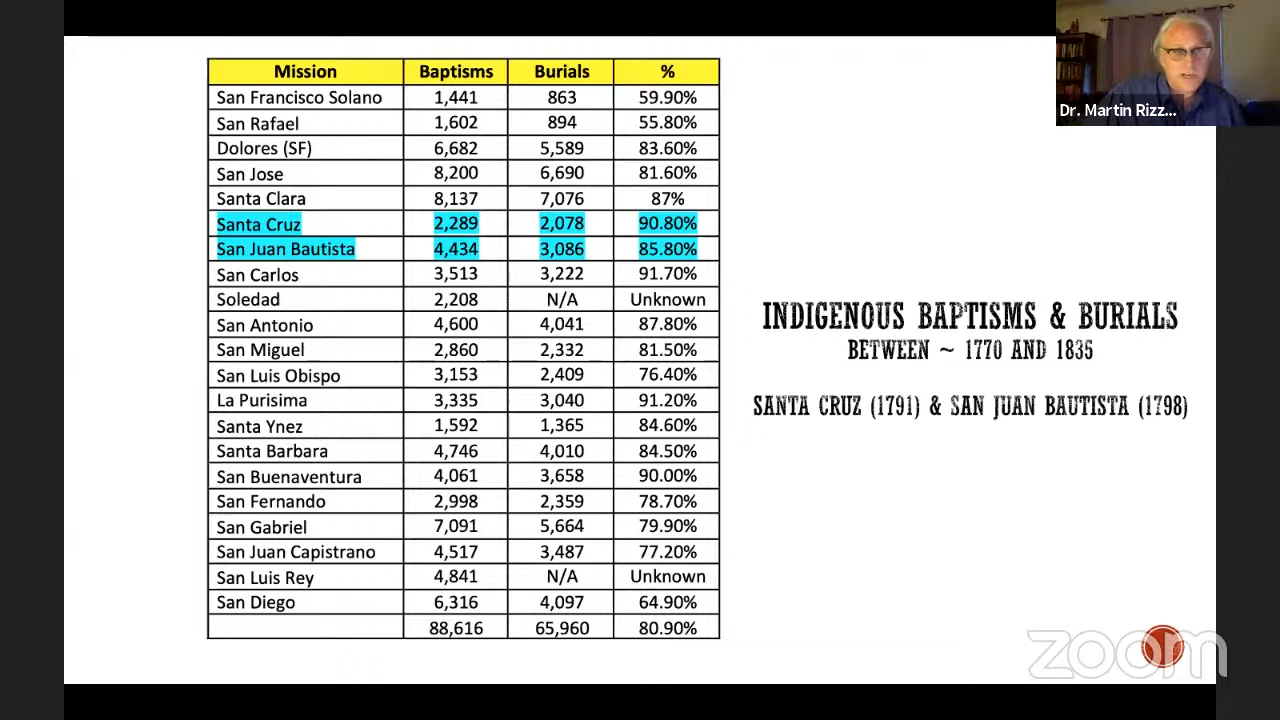 Mission Baptisms Burials %
San Francisco Solano 1,441 863 59.90%
San Rafael 1,602 894 55.80%
Dolores (SF) 6,682 5,589 83.60%
San Jose 8,200 6,690 81.60%
Santa Clara 8,137 7,076 87%
Santa Cruz 2,289 2,078 90.80%
San Juan Bautista 4,434 3,086 85.80%
San Carlos 3,513 3,222 91.70%
Soledad 2,208 N/A Unknown
San Antonio 4,600 4,041 87.80%
San Miguel 2,860 2,332 81.50%
San Luis Obispo 3,153 2,409 76.40%
La Purisima 3,335 3,040 91.20%
Santa Ynez 1,592 1,365 84.60%
Santa Barbara 4,746 4,010 84.50%
San Buenaventura 4,061 3,658 90.00%
San Fernando 2,998 2,359 78.70%
San Gabriel 7,091 5,664 79.90%
San Juan Capistrano 4,517 3,487 77.20%
San Luis Rey 4,841 N/A Unknown
San Diego 6,316 4,097 64.90%
88,616 65,960 80.90%
INDIGENOUS BAPTISMS & BURIALS
BETWEEN ~ 1770 AND 1835
SANTA CRUZ (1791) & SAN JUAN BAUTISTA (1798)
Dr. Martin Rizz...
zoom